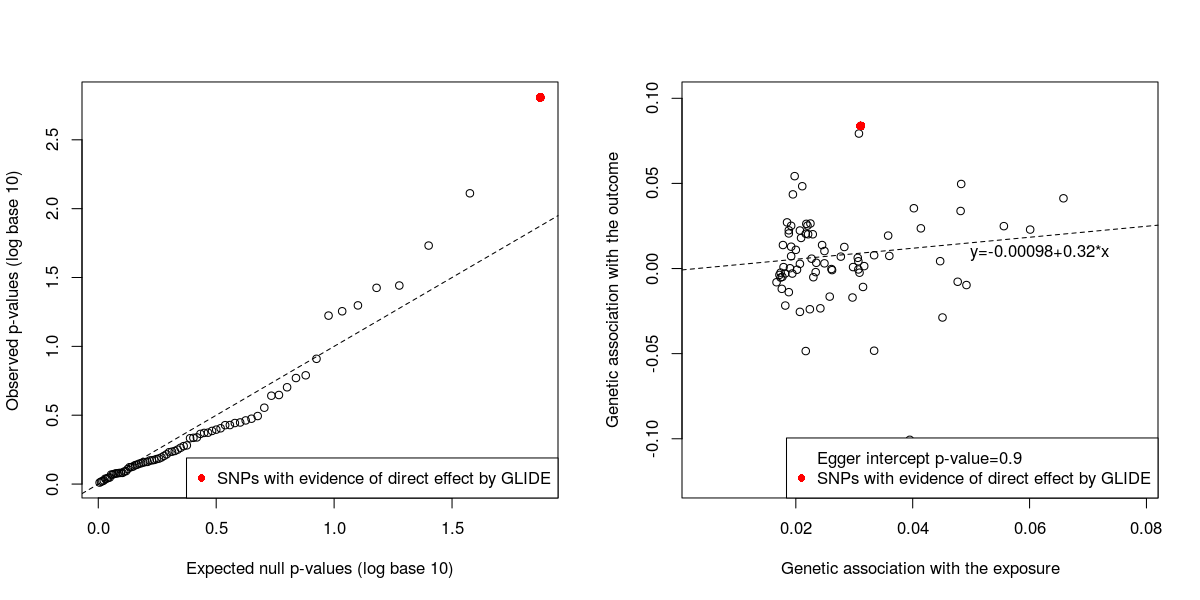 Observed p-values (log base 10)
2.5
2.0
1.5
1.0
0.5
0.0
SNPs with evidence of direct effect by GLIDE
0.0 0.5 1.0 1.5
Expected null p-values (log base 10)
Genetic association with the outcome
0.10
0.05
0.00
-0.05
-0.10
y=-0.00098+0.32*x
Egger intercept p-value=0.9
SNPs with evidence of direct effect by GLIDE
0.02 0.04 0.06 0.08
Genetic association with the exposure